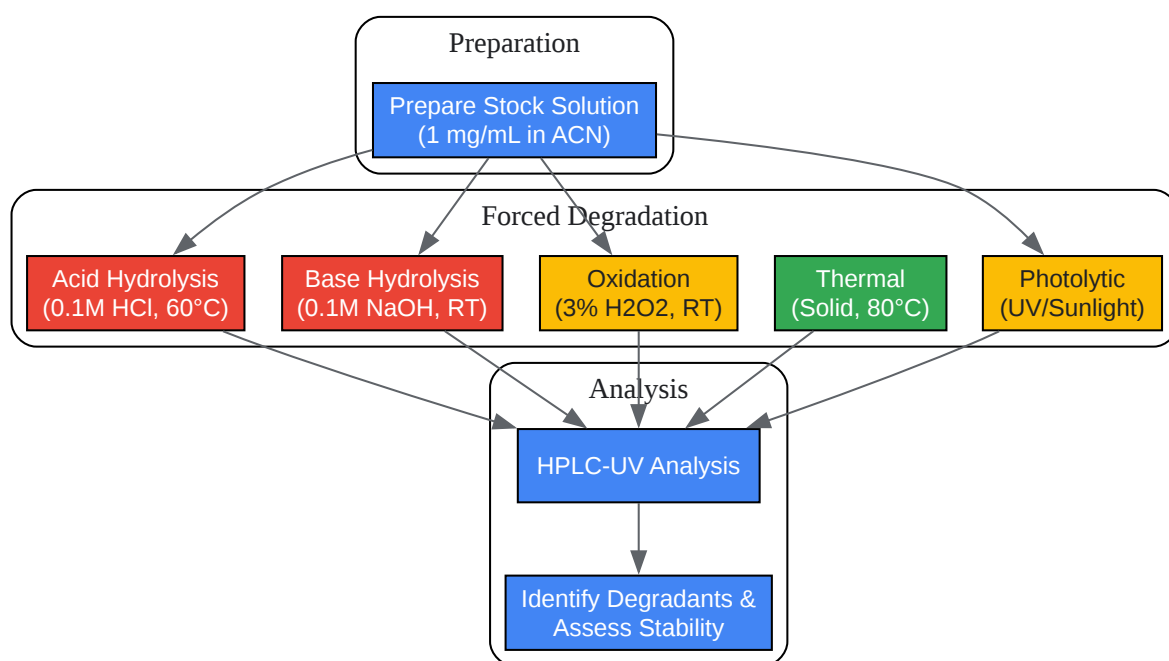 Preparation
Prepare Stock Solution
(1 mg/mL in ACN)
Forced Degradation
Acid Hydrolysis
(0.1M HCl, 60°C)
Base Hydrolysis
(0.1M NaOH, RT)
Oxidation
(3% H2O2, RT)
Thermal
(Solid, 80°C)
Photolytic
(UV/Sunlight)
Analysis
HPLC-UV Analysis
Identify Degradants &
Assess Stability